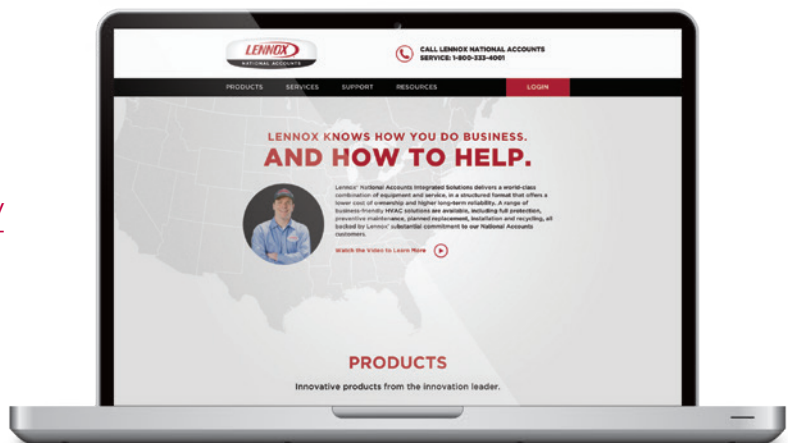 LENNOX
NATIONAL ACCOUNTS
CALL LENNOX NATIONAL ACCOUNTS
SERVICE: 1-800-333-4001
PRODUCTS SERVICES SUPPORT RESOURCES LOGIN
LENNOX KNOWS HOW YOU DO BUSINESS.
AND HOW TO HELP.
Lennox' National Accounts Integrated Solutions delivers a world-class
combination of equipment and service, in a structured format that offers a
lower cost of ownership and higher long-term reliability. A range of
business-friendly HVAC solutions are available, including full protection,
preventive maintenance, planned replacement, installation and recycling, all
backed by Lennox' substantial commitment to our National Accounts
customers.
Watch the Video to Learn More
PRODUCTS
Innovative products from the innovation leader.